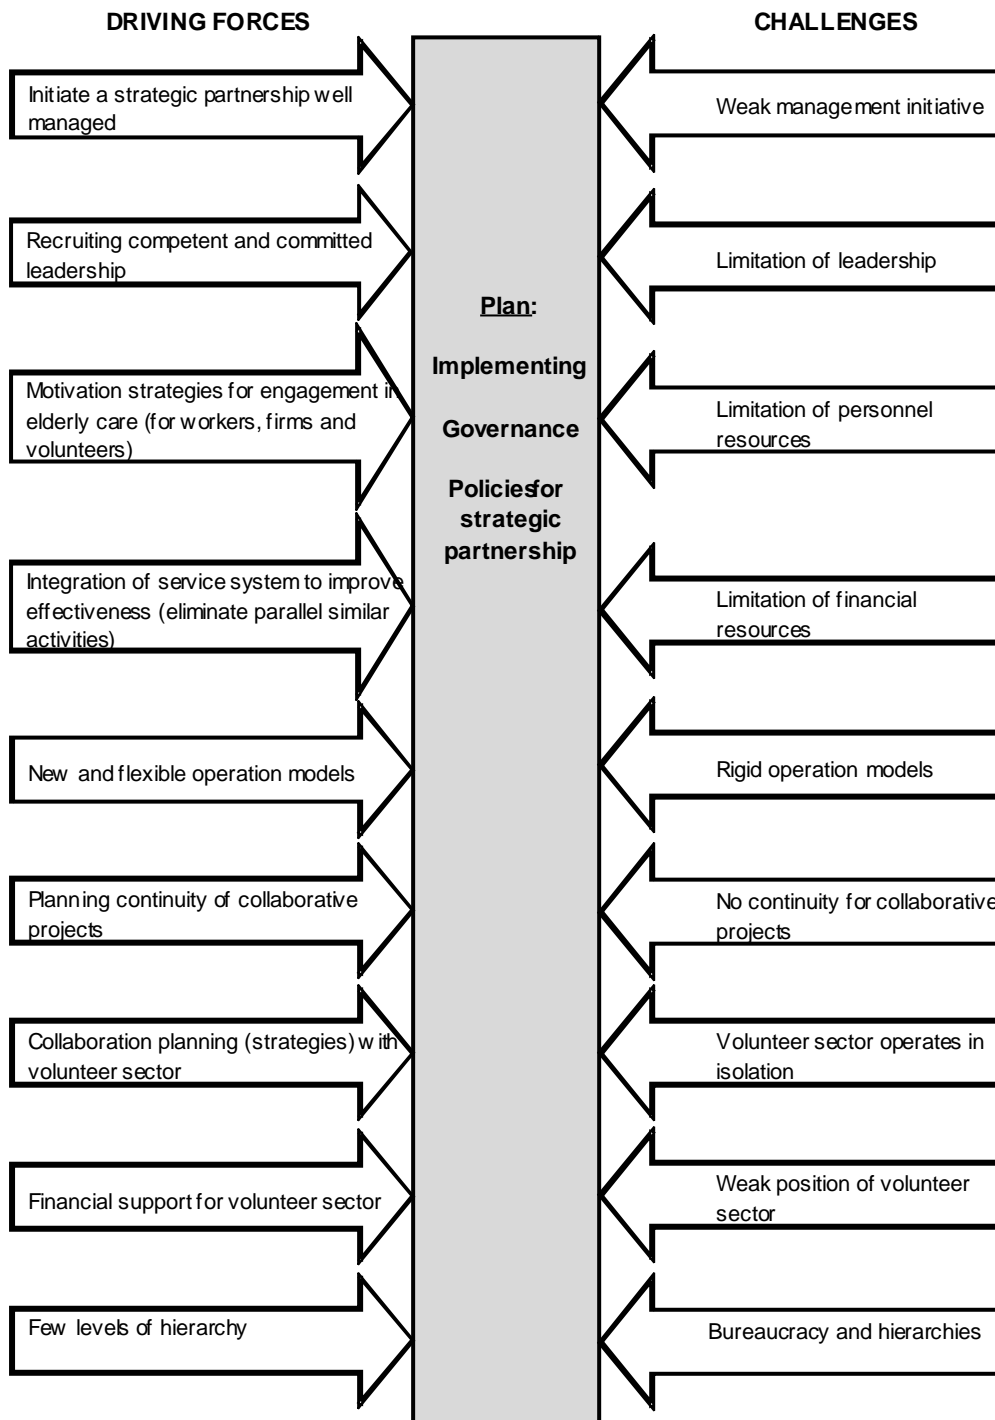 DRIVING FORCES
CHALLENGES
Initiate a strategic partnership well
managed
Weak management initiative
Recruiting competent and committed
leadership
Limitation of leadership
Plan:
Implementing
Governance
Policies for
strategic
partnership
Motivation strategies for engagement in
elderly care (for workers, firms and
volunteers)
Limitation of personnel
resources
Integration of service system to improve
effectiveness (eliminate parallel similar
activities)
Limitation of financial
resources
New and flexible operation models
Rigid operation models
Planning continuity of collaborative
projects
No continuity for collaborative
projects
Collaboration planning (strategies) with
volunteer sector
Volunteer sector operates in
isolation
Financial support for volunteer sector
Weak position of volunteer
sector
Few levels of hierarchy
Bureaucracy and hierarchies